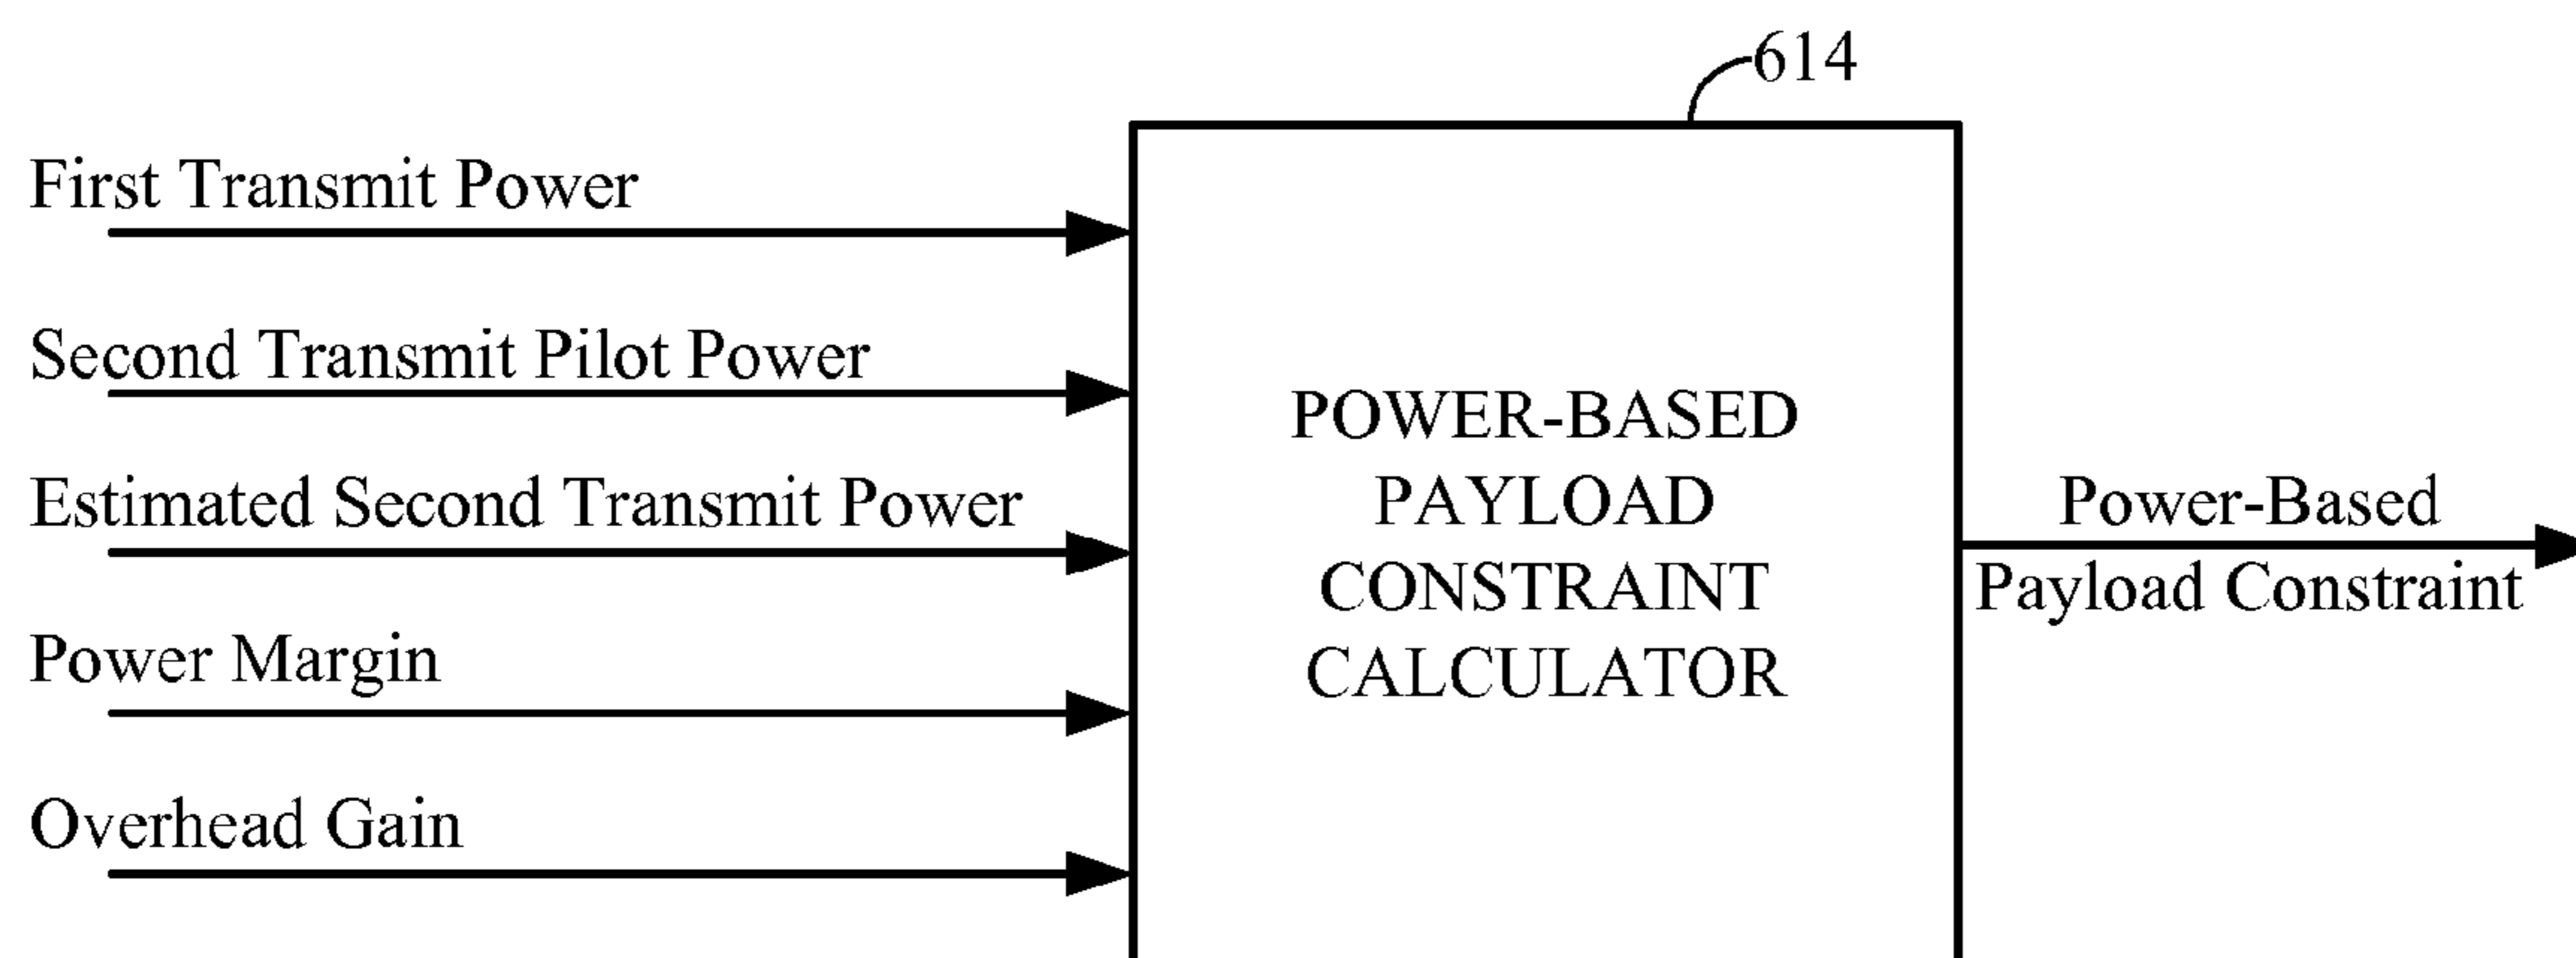 614
First Transmit Power
Second Transmit Pilot Power
Estimated Second Transmit Power
Power Margin
Overhead Gain
POWER-BASED
PAYLOAD
CONSTRAINT
CALCULATOR
Power-Based
Payload Constraint